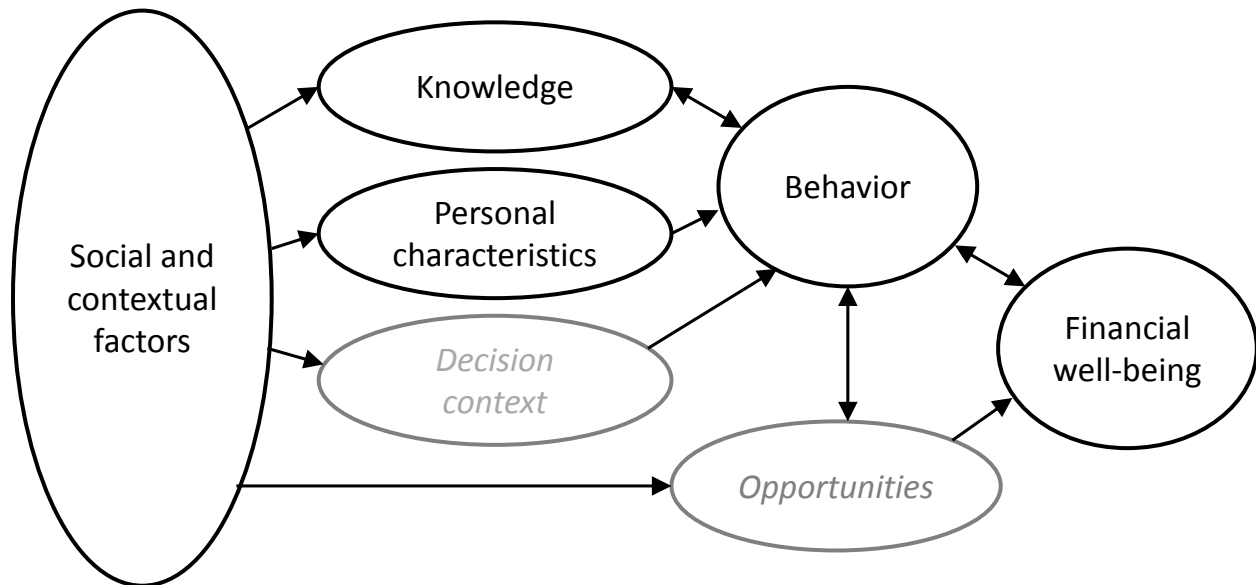 Social and
contextual
factors
Knowledge
Personal
characteristics
Decision
context
Behavior
Opportunities
Financial
well-being